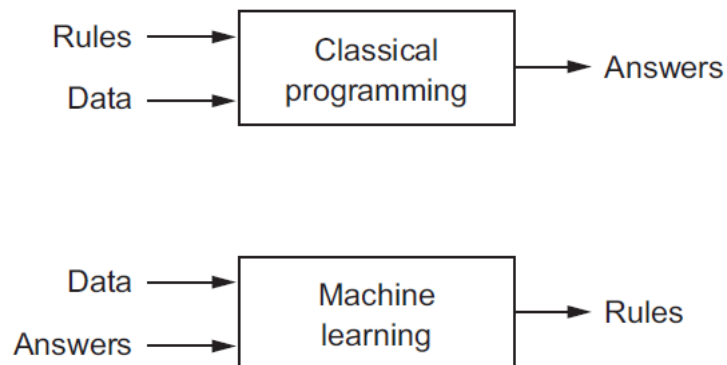 Rules
Data
Classical
programming
Answers
Data
Answers
Machine
learning
Rules